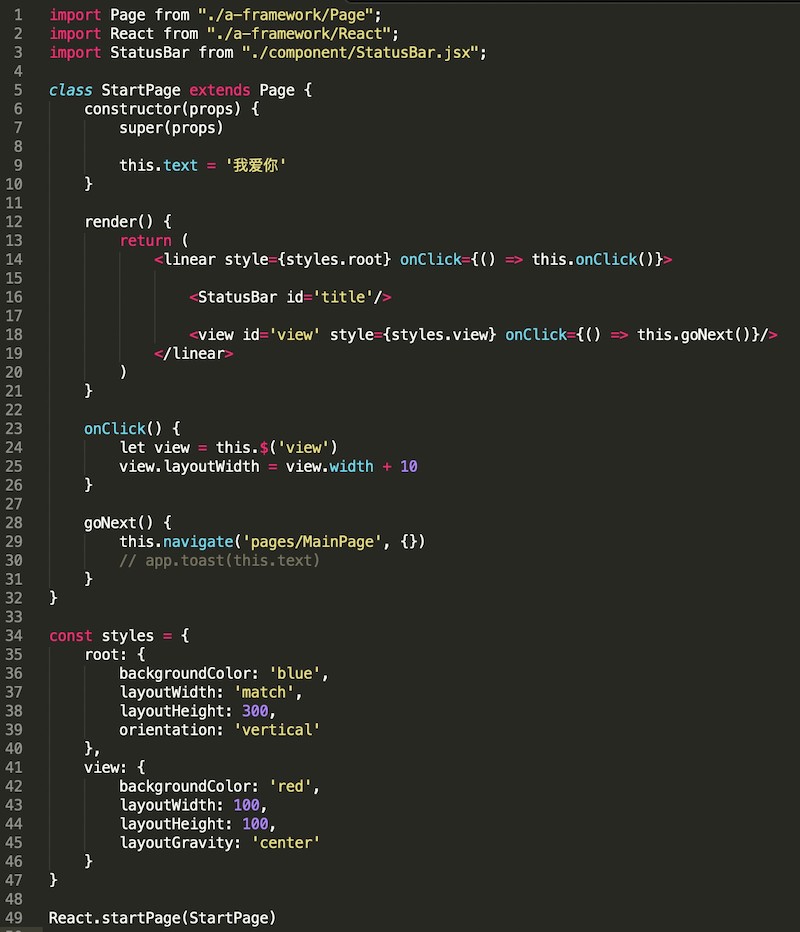 1 import Page from "./a-framework/Page";
2 import React from "./a-framework/React";
3 import StatusBar from "./component/StatusBar.jsx";
4
5 class StartPage extends Page {
6     constructor(props) {
7         super(props)
8
9         this.text = '我爱你'
10     }
11
12     render() {
13         return (
14             <linear style={styles.root} onClick={() => this.onClick()}>
15
16                 <StatusBar id='title'/>
17
18                 <view id='view' style={styles.view} onClick={() => this.goNext()}/>
19             </linear>
20         )
21     }
22
23     onClick() {
24         let view = this.$('view')
25         view.layoutWidth = view.width + 10
26     }
27
28     goNext() {
29         this.navigate('pages/MainPage', {})
30         // app.toast(this.text)
31     }
32 }
33
34 const styles = {
35     root: {
36         backgroundColor: 'blue',
37         layoutWidth: 'match',
38         layoutHeight: 300,
39         orientation: 'vertical'
40     },
41     view: {
42         backgroundColor: 'red',
43         layoutWidth: 100,
44         layoutHeight: 100,
45         layoutGravity: 'center'
46     }
47 }
48
49 React.startPage(StartPage)